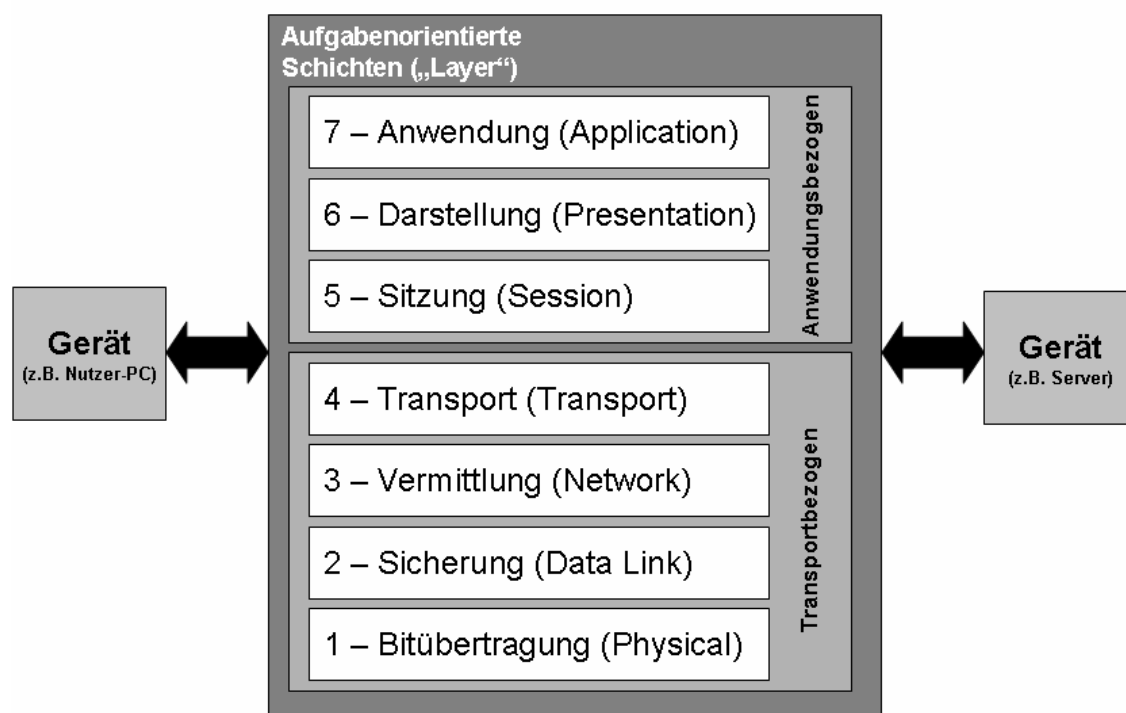 Aufgabenorientierte
Schichten („Layer“)
7 – Anwendung (Application)
6 – Darstellung (Presentation)
5 – Sitzung (Session)
Anwendungsbezogen
4 – Transport (Transport)
3 – Vermittlung (Network)
2 – Sicherung (Data Link)
1 – Bitübertragung (Physical)
Transportbezogen
Gerät
(z.B. Nutzer-PC)
Gerät
(z.B. Server)